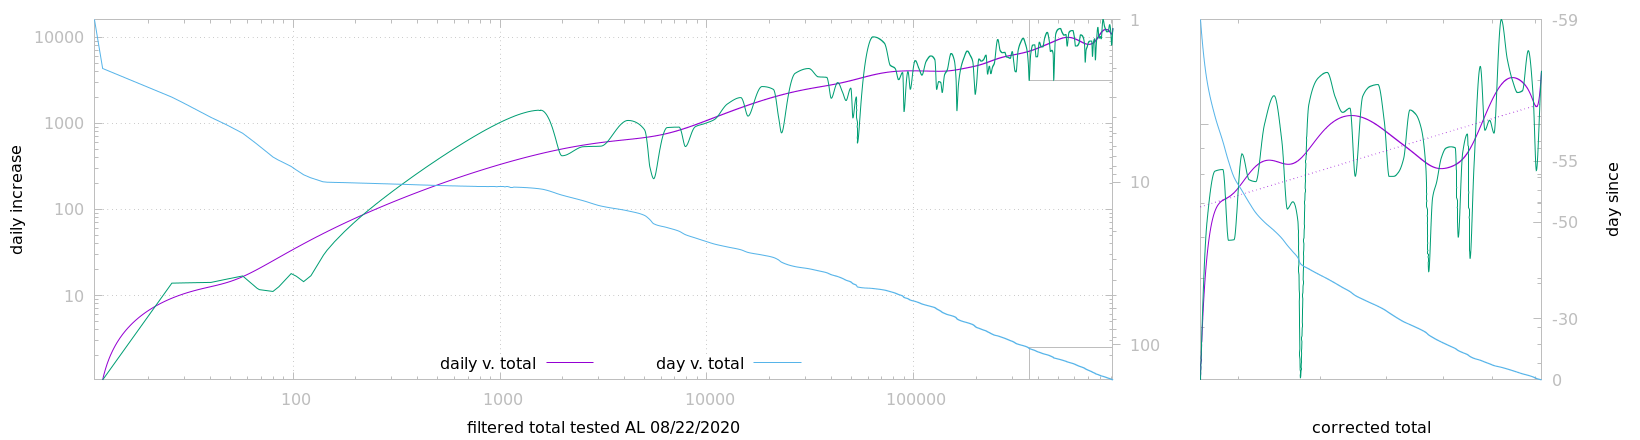 10000
1000
100
10
daily increase
daily v. total
day v. total
100
1000
10000
100000
filtered total tested AL 08/22/2020
1
10
100
-59
-55
-50
-30
0
day since
corrected total